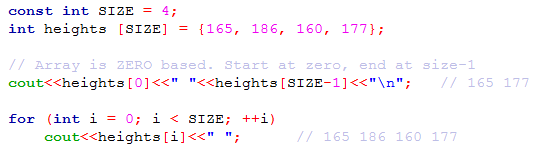 const int SIZE = 4;
int heights [SIZE] = {165, 186, 160, 177};
// Array is ZERO based. Start at zero, end at size-1
cout<<heights[0]<<" "<<heights[SIZE-1]<<"\n";   // 165 177
for (int i = 0; i < SIZE; ++i)
    cout<<heights[i]<<" ";       // 165 186 160 177